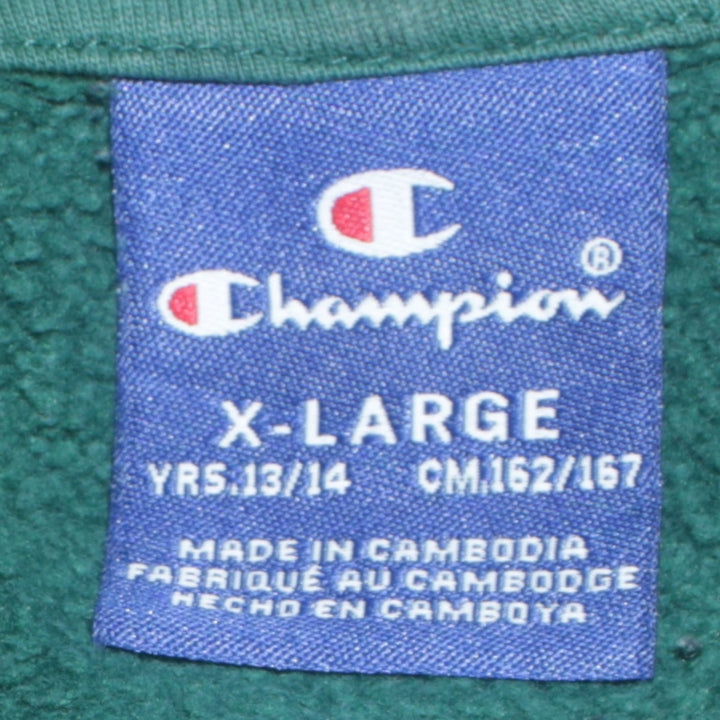 Champion®
X-LARGE
YRS.13/14 CM.162/167
MADE IN CAMBODIA
FABRIQUÉ AU CAMBODGE
HECHO EN CAMBOYA